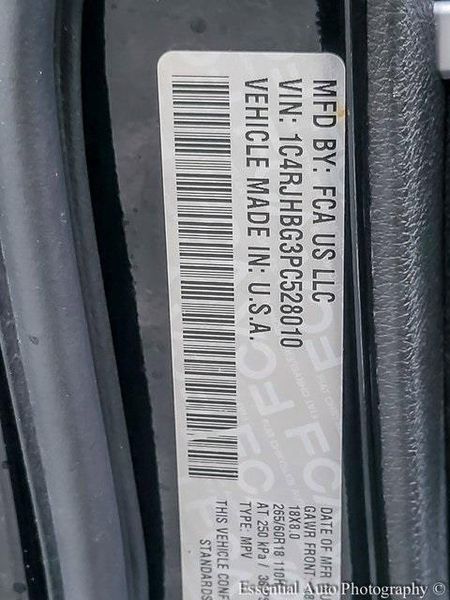 MFD BY: FCA US LLC
VIN: 1C4RJHBG3PC528010
VEHICLE MADE IN: U.S.A.
DATE OF MFR
GAWR FRONT
18X8.0
265/60R18 110H
AT 250 kPa / 36
TYPE: MPV
THIS VEHICLE CONF
STANDARDS
FCA
Essential Auto Photography ©